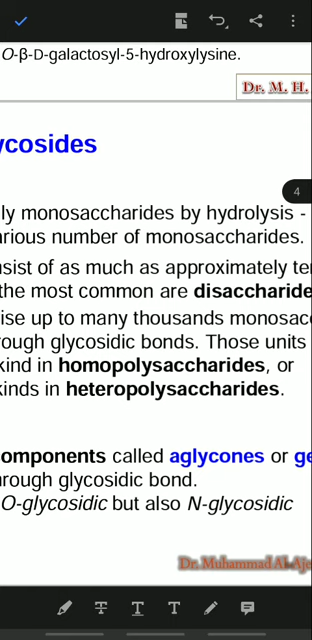 O-β-D-galactosyl-5-hydroxylysine.
Dr. M. H.
ycosides
4
ly monosaccharides by hydrolysis -
arious number of monosaccharides.
nsist of as much as approximately te
the most common are disaccharide
ise up to many thousands monosac
rough glycosidic bonds. Those units
kind in homopolysaccharides, or
kinds in heteropolysaccharides.
omponents called aglycones or ge
hrough glycosidic bond.
O-glycosidic but also N-glycosidic
Dr. Muhammad Al-Aje